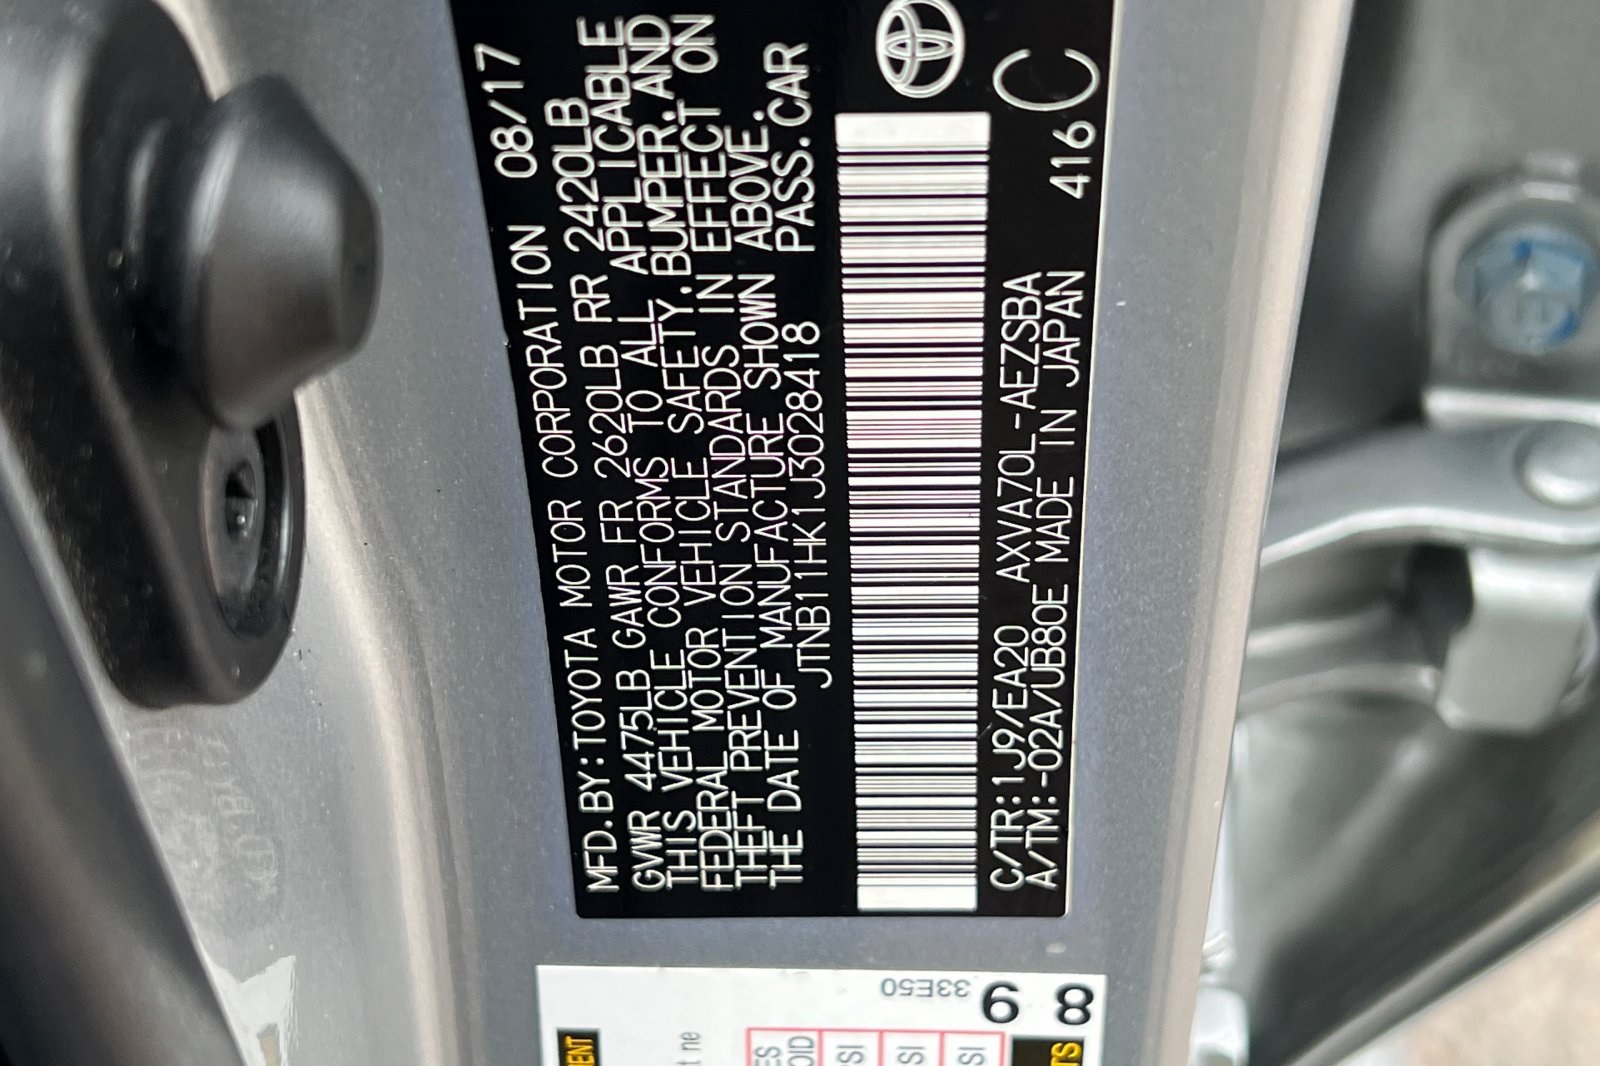 MFD.BY:TOYOTA MOTOR CORPORATION 08/17
GVWR 4475LB GAWR FR 2620LB RR 2420LB
THIS VEHICLE CONFORMS TO ALL APPLICABLE
FEDERAL MOTOR VEHICLE SAFETY,BUMPER,AND
THEFT PREVENTION STANDARDS IN EFFECT ON
THE DATE OF MANUFACTURE SHOWN ABOVE.
JTNB11HK1J3028418 PASS.CAR
C/TR:1J9/EA20 AXVA70L-AEZSBA 416 C
A/TM:-02A/UB80E MADE IN JAPAN
33E50
8 9